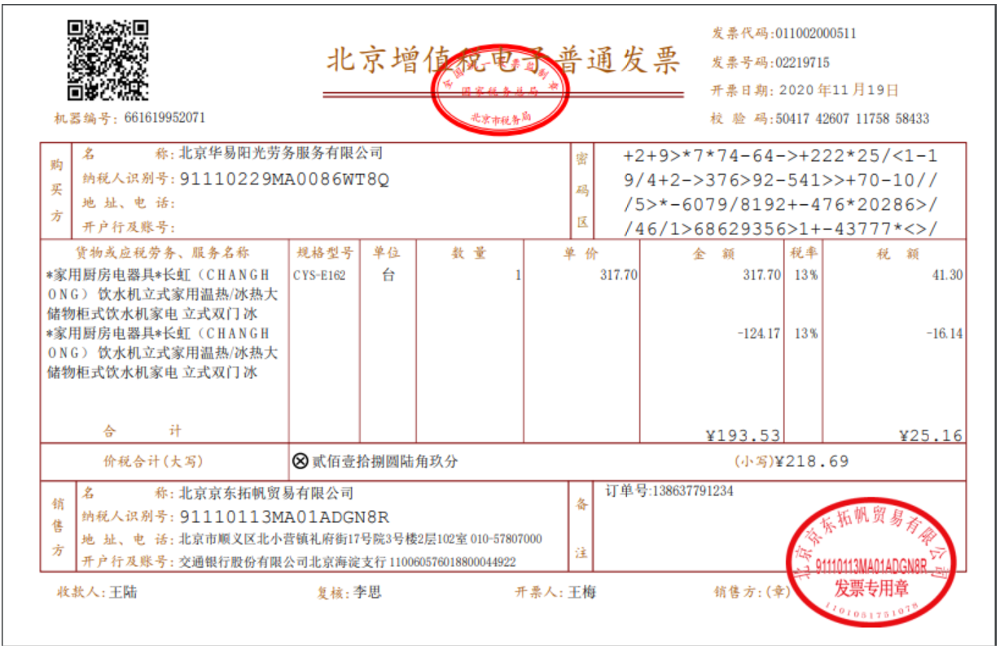 北京增值税电子普通发票
全国统一发票监制章
国家税务总局
北京市税务局
发票代码:011002000511
发票号码:02219715
开票日期: 2020年11月19日
校 验 码:50417 42607 11758 58433
机器编号: 661619952071
购买方
名 称: 北京华易阳光劳务服务有限公司
纳税人识别号: 91110229MA0086WT8Q
地 址、电 话:
开户行及账号:
密码区
+2+9>*7*74-64->+222*25/<1-1
9/4+2->376>92-541>>+70-10//
/5>*-6079/8192+-476*20286>/
/46/1>68629356>1+-43777*<>/
货物或应税劳务、服务名称 规格型号 单位 数 量 单 价 金 额 税率 税 额
*家用厨房电器具*长虹（CHANGH CYS-E162 台 1 317.70 317.70 13% 41.30
ONG） 饮水机立式家用温热/冰热大
储物柜式饮水机家电 立式双门 冰
*家用厨房电器具*长虹（CHANGH -124.17 13% -16.14
ONG） 饮水机立式家用温热/冰热大
储物柜式饮水机家电 立式双门 冰
合 计 ¥193.53 ¥25.16
价税合计(大写) ⊗ 贰佰壹拾捌圆陆角玖分 (小写)¥218.69
销售方
名 称: 北京京东拓帆贸易有限公司
纳税人识别号: 91110113MA01ADGN8R
地 址、电 话: 北京市顺义区北小营镇礼府街17号院3号楼2层102室 010-57807000
开户行及账号: 交通银行股份有限公司北京海淀支行 110060576018800044922
备注
订单号:138637791234
北京京东拓帆贸易有限公司
91110113MA01ADGN8R
发票专用章
1101051751078
收款人: 王陆 复核: 李思 开票人: 王梅 销售方: (章)